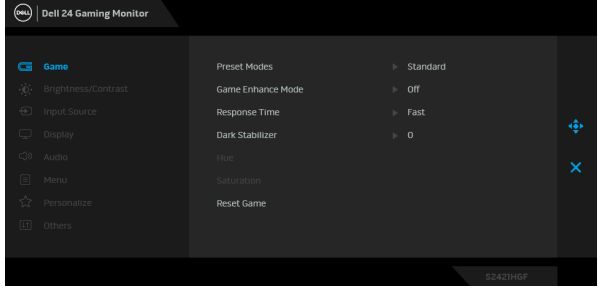 DELL
Dell 24 Gaming Monitor
Game
Brightness/Contrast
Input Source
Display
Audio
Menu
Personalize
Others
Preset Modes Standard
Game Enhance Mode Off
Response Time Fast
Dark Stabilizer 0
Hue
Saturation
Reset Game
S2421HGF